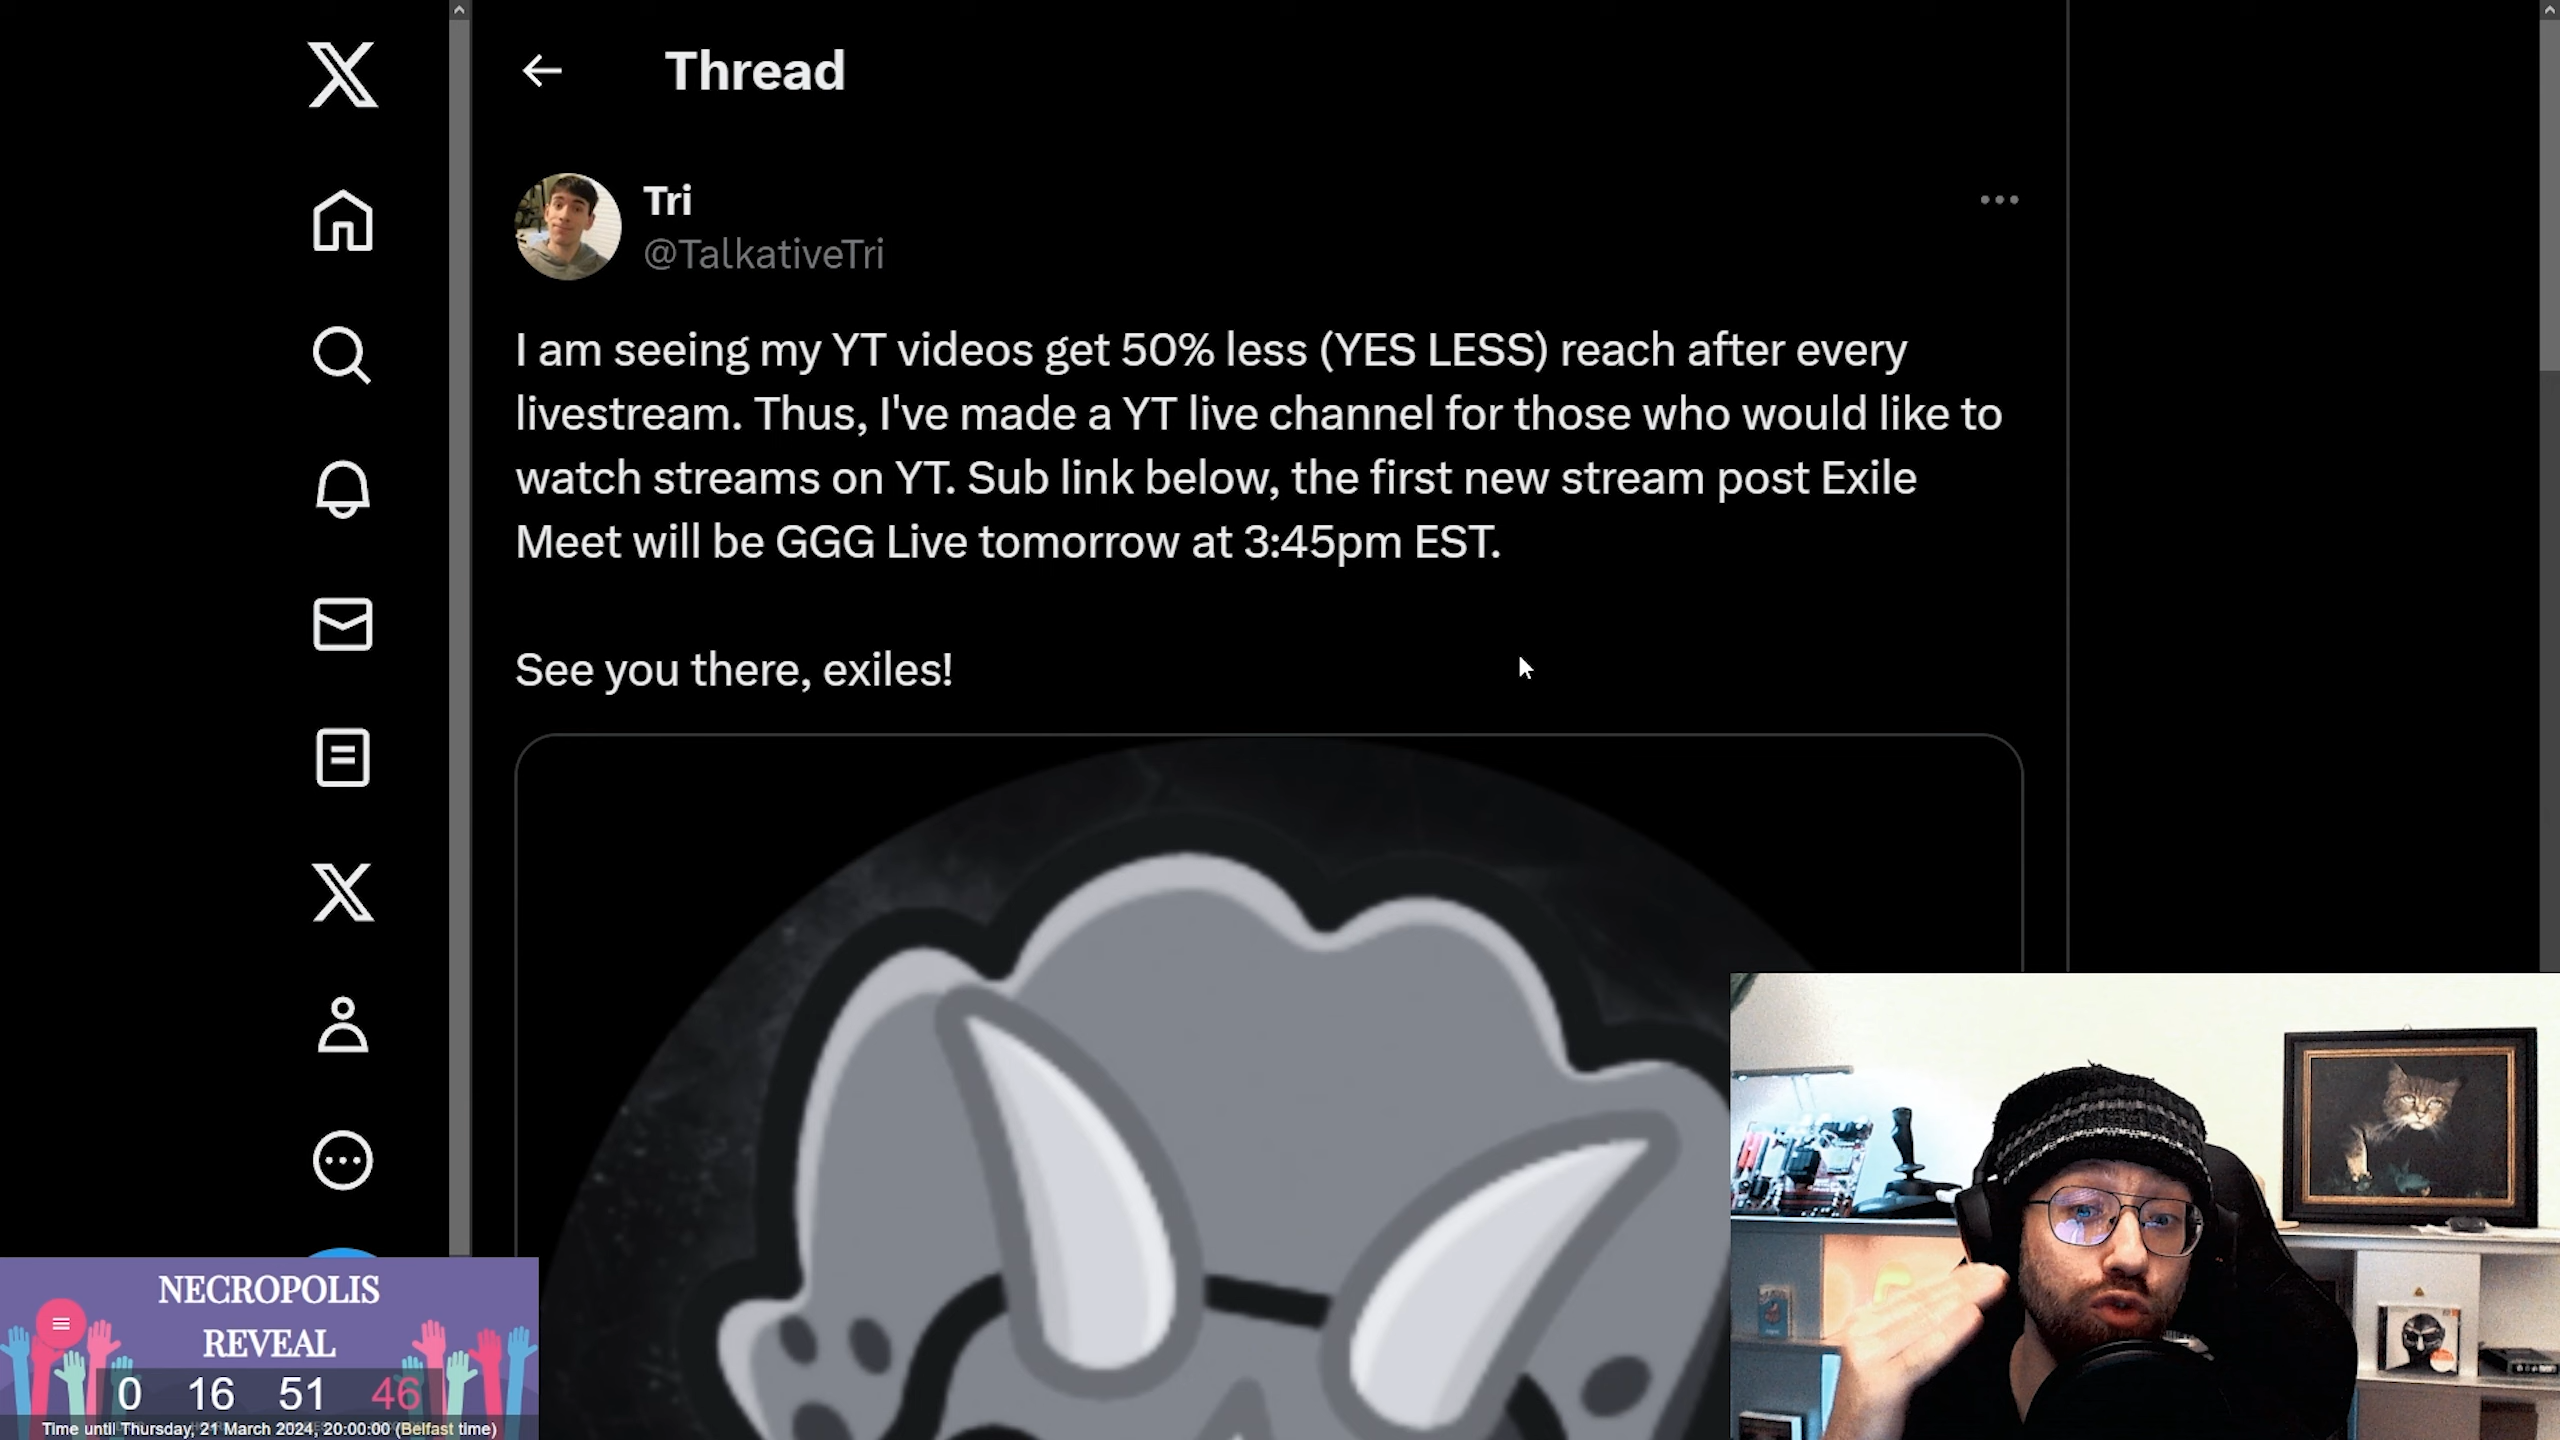 Thread
Tri
@TalkativeTri
I am seeing my YT videos get 50% less (YES LESS) reach after every
livestream. Thus, I've made a YT live channel for those who would like to
watch streams on YT. Sub link below, the first new stream post Exile
Meet will be GGG Live tomorrow at 3:45pm EST.
See you there, exiles!
NECROPOLIS
REVEAL
0 16 51 46
Time until Thursday, 21 March 2024, 20:00:00 (Belfast time)